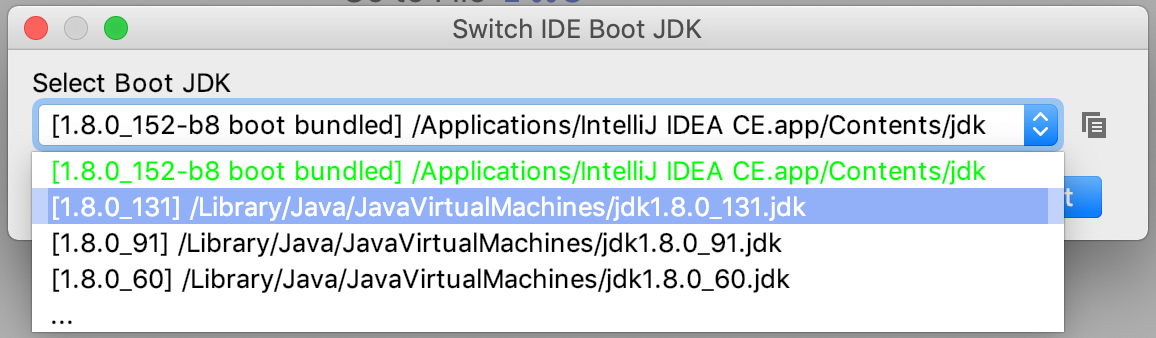 Switch IDE Boot JDK
Select Boot JDK
[1.8.0_152-b8 boot bundled] /Applications/IntelliJ IDEA CE.app/Contents/jdk
[1.8.0_152-b8 boot bundled] /Applications/IntelliJ IDEA CE.app/Contents/jdk
[1.8.0_131] /Library/Java/JavaVirtualMachines/jdk1.8.0_131.jdk
[1.8.0_91] /Library/Java/JavaVirtualMachines/jdk1.8.0_91.jdk
[1.8.0_60] /Library/Java/JavaVirtualMachines/jdk1.8.0_60.jdk
...